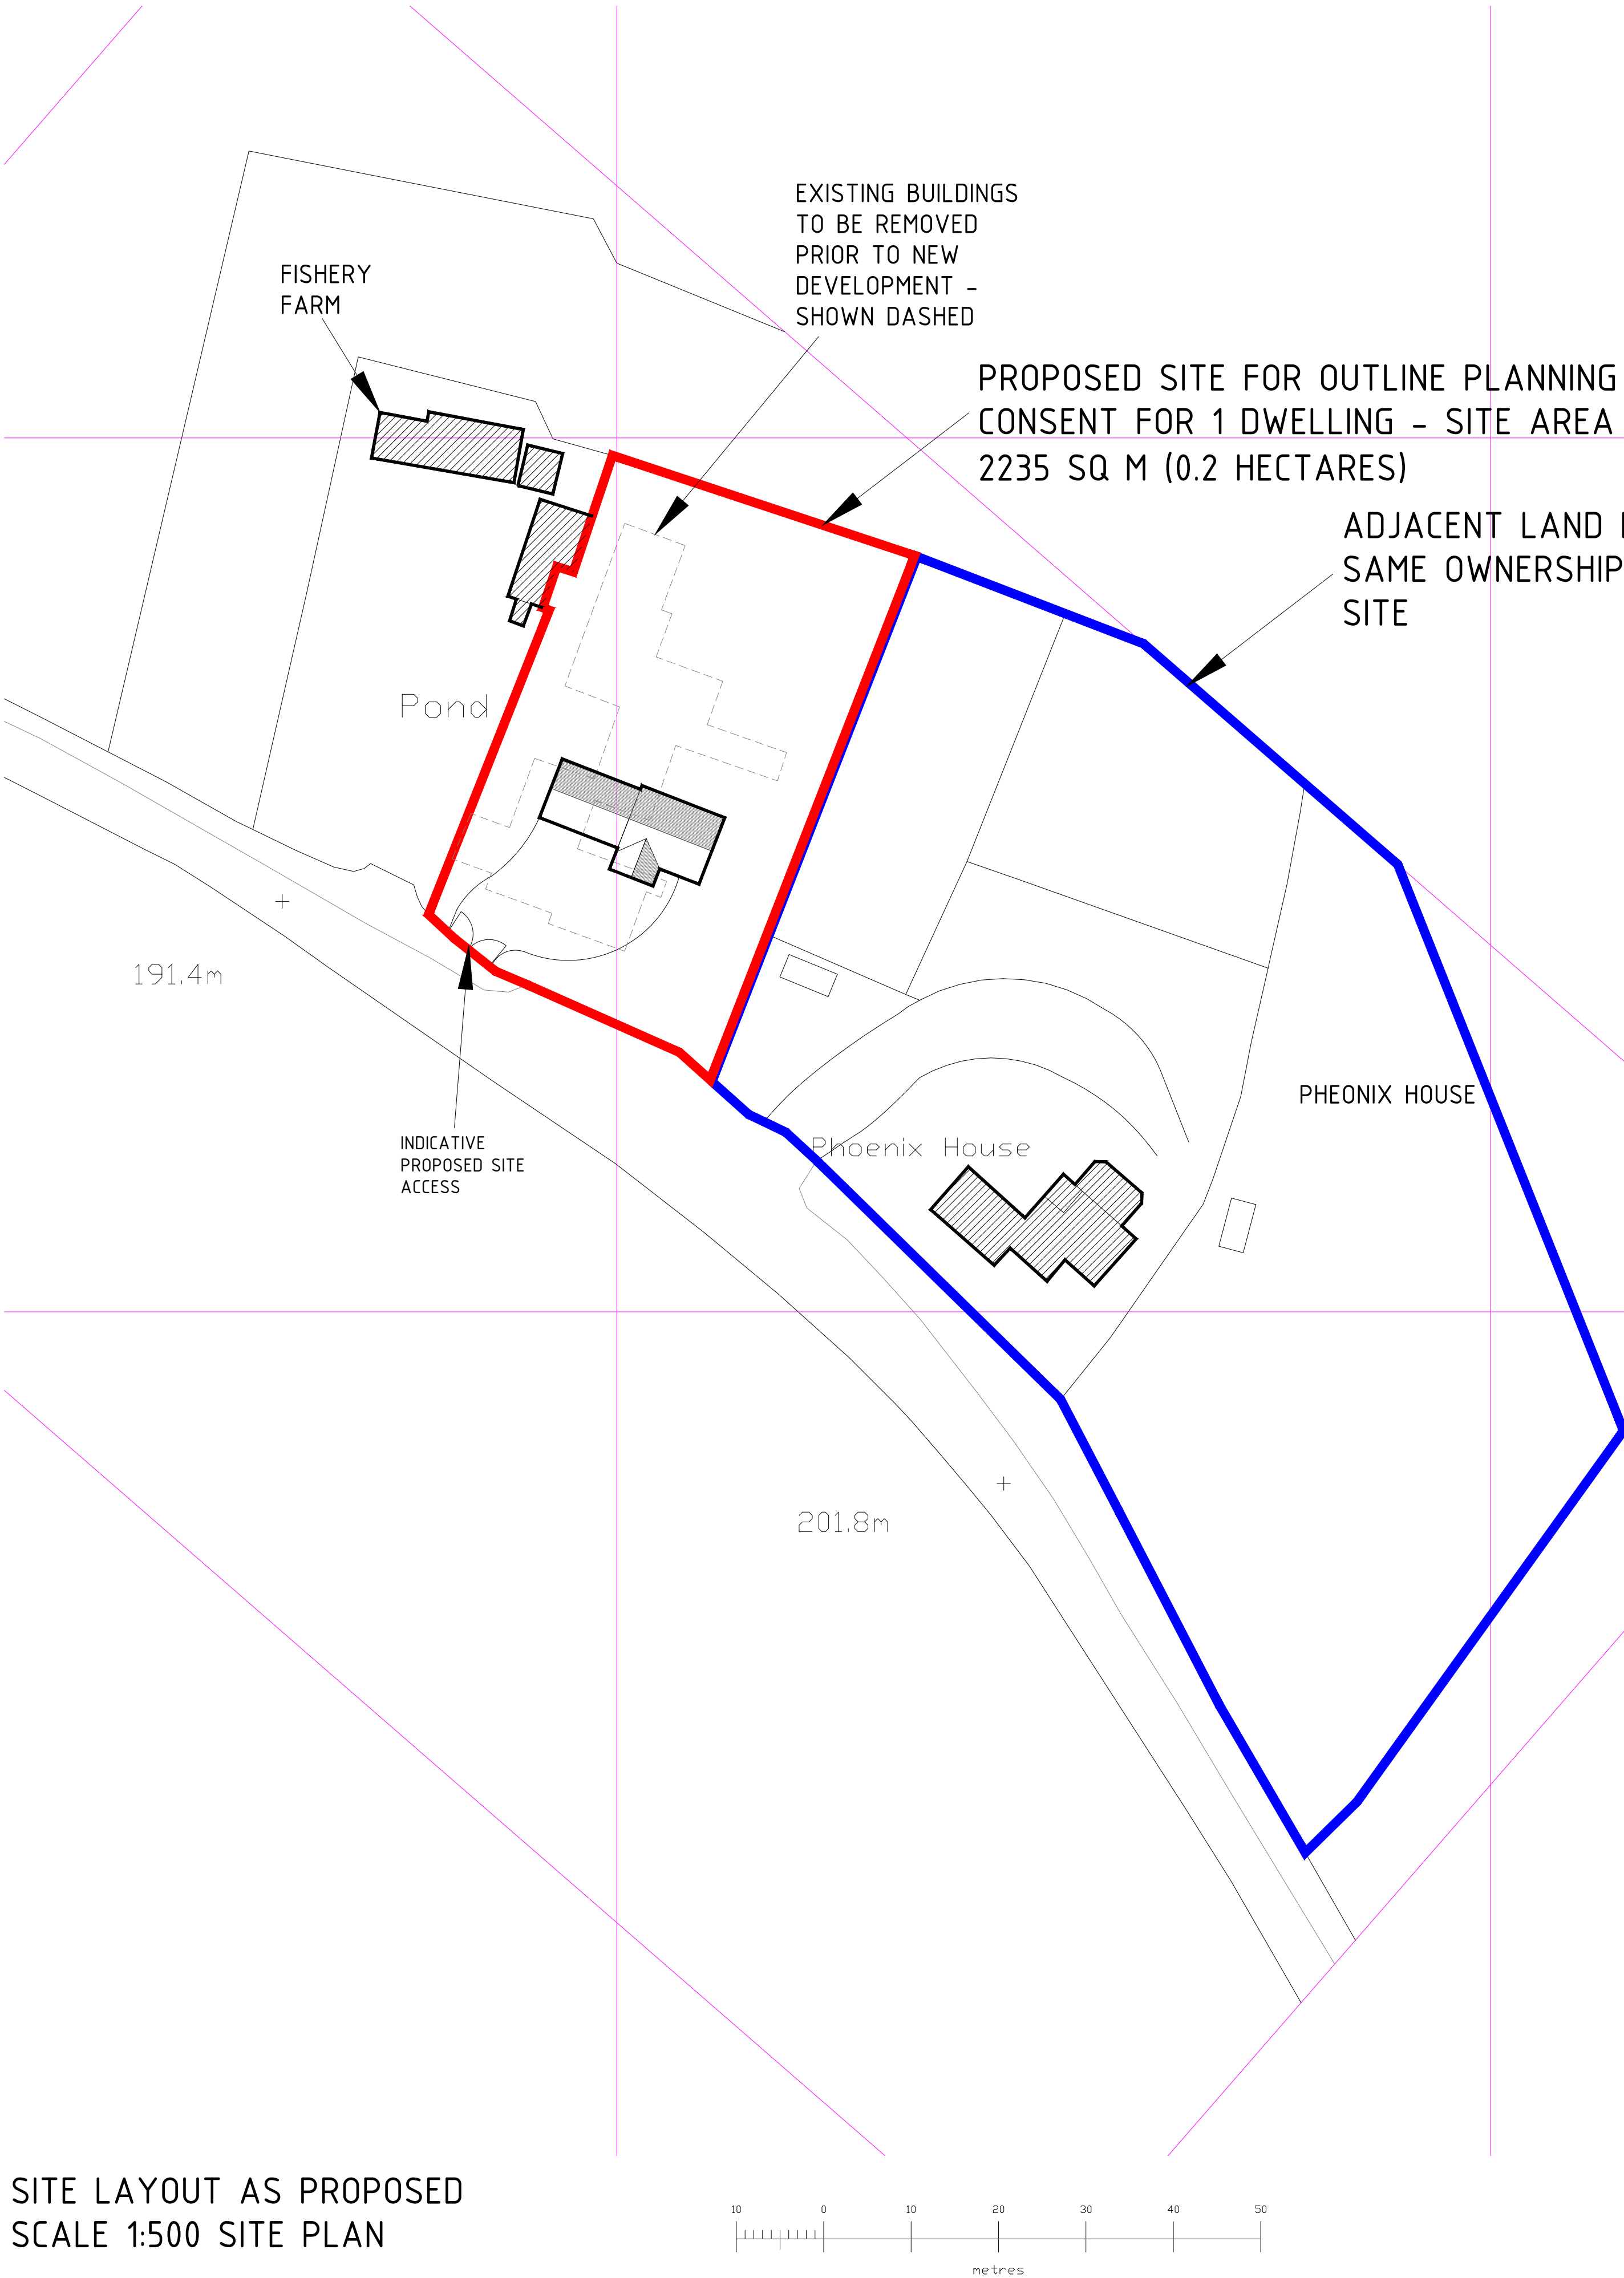 EXISTING BUILDINGS
TO BE REMOVED
PRIOR TO NEW
DEVELOPMENT -
SHOWN DASHED
FISHERY
FARM
PROPOSED SITE FOR OUTLINE PLANNING
CONSENT FOR 1 DWELLING - SITE AREA
2235 SQ M (0.2 HECTARES)
ADJACENT LAND
SAME OWNERSHIP
SITE
Pond
191.4m
INDICATIVE
PROPOSED SITE
ACCESS
PHEONIX HOUSE
Phoenix House
201.8m
SITE LAYOUT AS PROPOSED
SCALE 1:500 SITE PLAN
10 0 10 20 30 40 50
metres